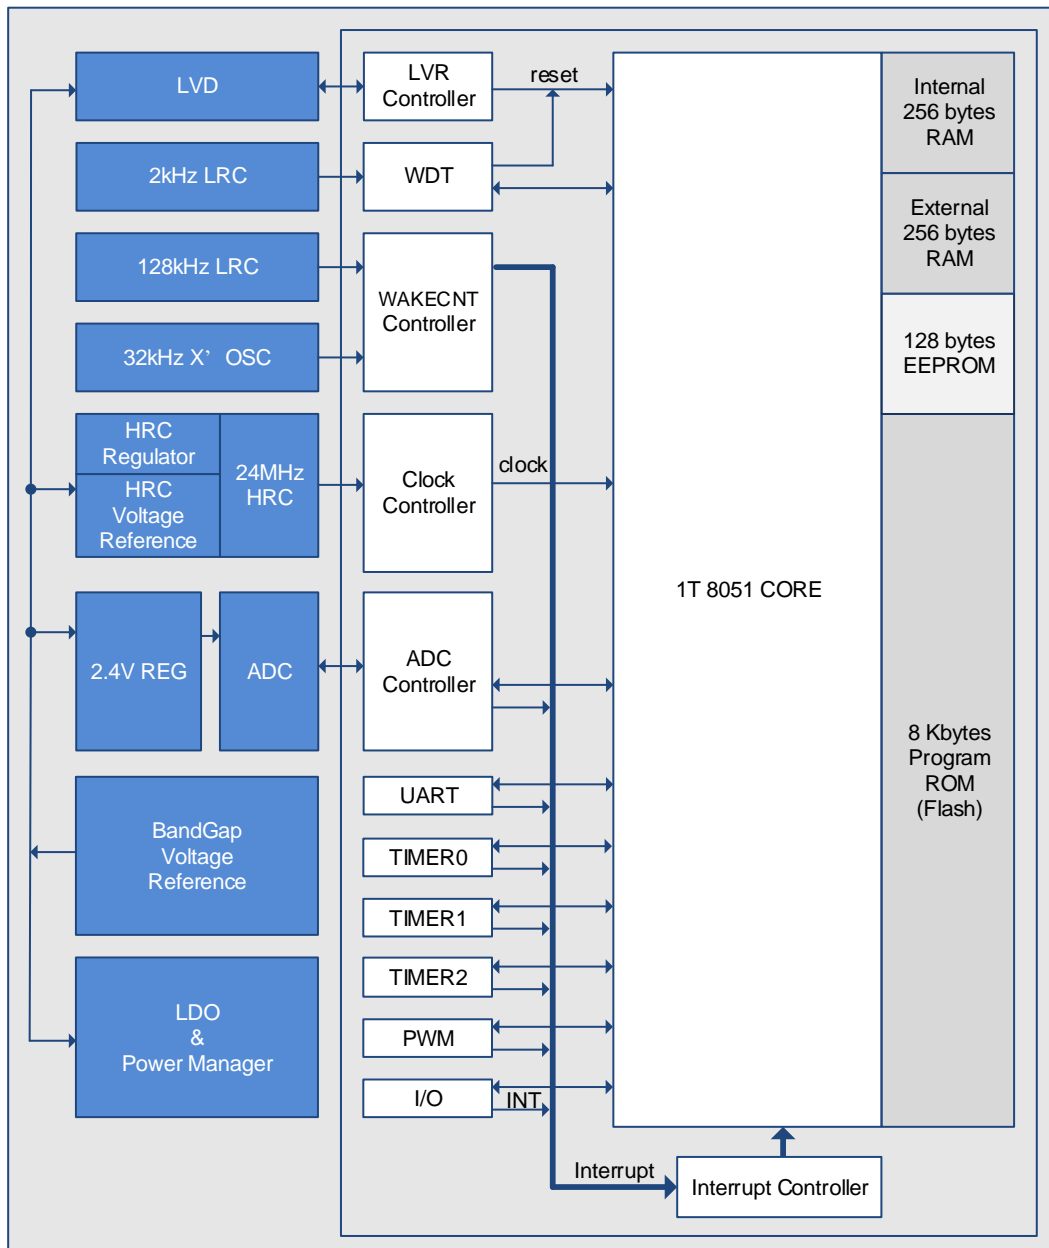 LVD
LVR
Controller
reset
Internal
256 bytes
RAM
2kHz LRC
WDT
External
256 bytes
RAM
128kHz LRC
WAKECNT
Controller
32kHz X’ OSC
128 bytes
EEPROM
HRC
Regulator
HRC
Voltage
Reference
24MHz
HRC
Clock
Controller
clock
1T 8051 CORE
2.4V REG
ADC
ADC
Controller
8 Kbytes
Program
ROM
(Flash)
UART
BandGap
Voltage
Reference
TIMER0
TIMER1
TIMER2
LDO
&
Power Manager
PWM
I/O
INT
Interrupt
Interrupt Controller